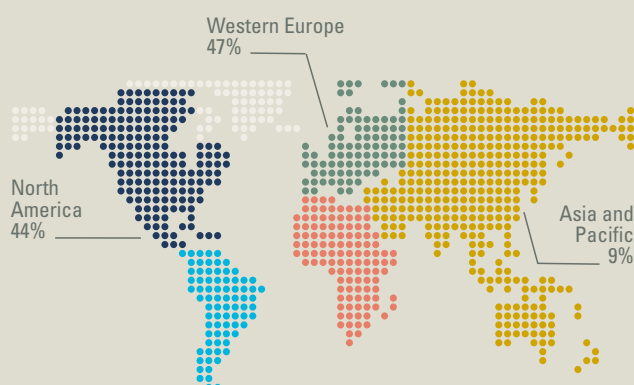 Western Europe
47%
North
America
44%
Asia and
Pacific
9%